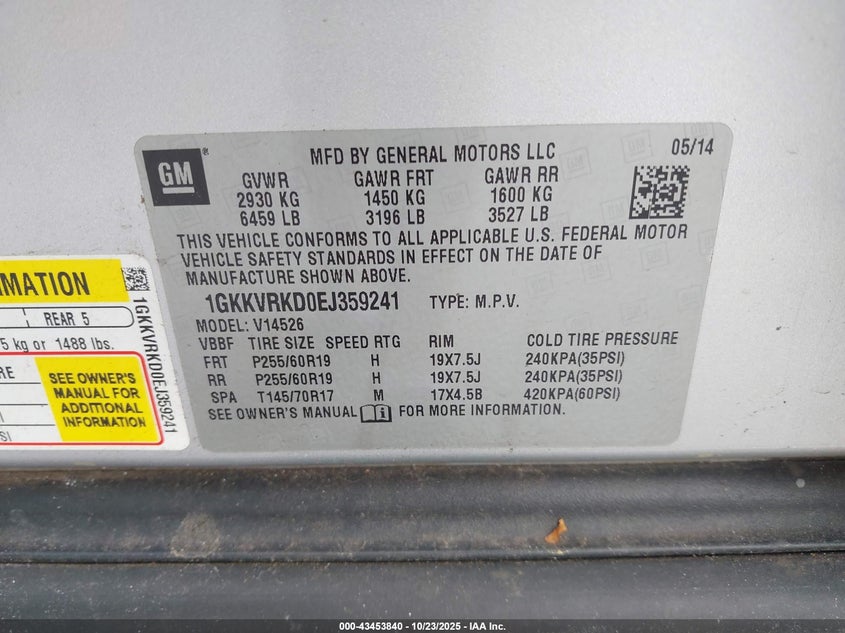 GM
MFD BY GENERAL MOTORS LLC
05/14
GVWR GAWR FRT GAWR RR
2930 KG 1450 KG 1600 KG
6459 LB 3196 LB 3527 LB
THIS VEHICLE CONFORMS TO ALL APPLICABLE U.S. FEDERAL MOTOR
VEHICLE SAFETY STANDARDS IN EFFECT ON THE DATE OF
MANUFACTURE SHOWN ABOVE.
1GKKVRKD0EJ359241 TYPE: M.P.V.
MODEL: V14526
VBBF TIRE SIZE SPEED RTG RIM COLD TIRE PRESSURE
FRT P255/60R19 H 19X7.5J 240KPA(35PSI)
RR P255/60R19 H 19X7.5J 240KPA(35PSI)
SPA T145/70R17 M 17X4.5B 420KPA(60PSI)
SEE OWNER'S MANUAL FOR MORE INFORMATION.
REAR 5
kg or 1488 lbs.
SEE OWNER'S
MANUAL FOR
ADDITIONAL
INFORMATION
1GKKVRKD0EJ359241
000-43453840 - 10/23/2025 - IAA Inc.